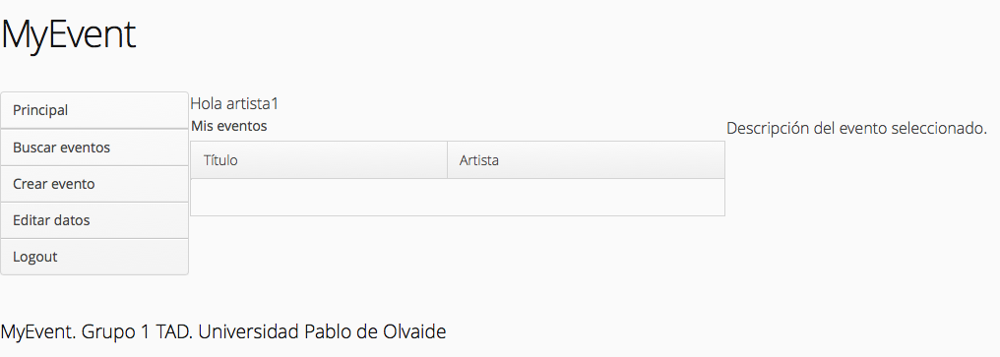 MyEvent
Principal
Buscar eventos
Crear evento
Editar datos
Logout
Hola artista1
Mis eventos
Título Artista
Descripción del evento seleccionado.
MyEvent. Grupo 1 TAD. Universidad Pablo de Olvaide